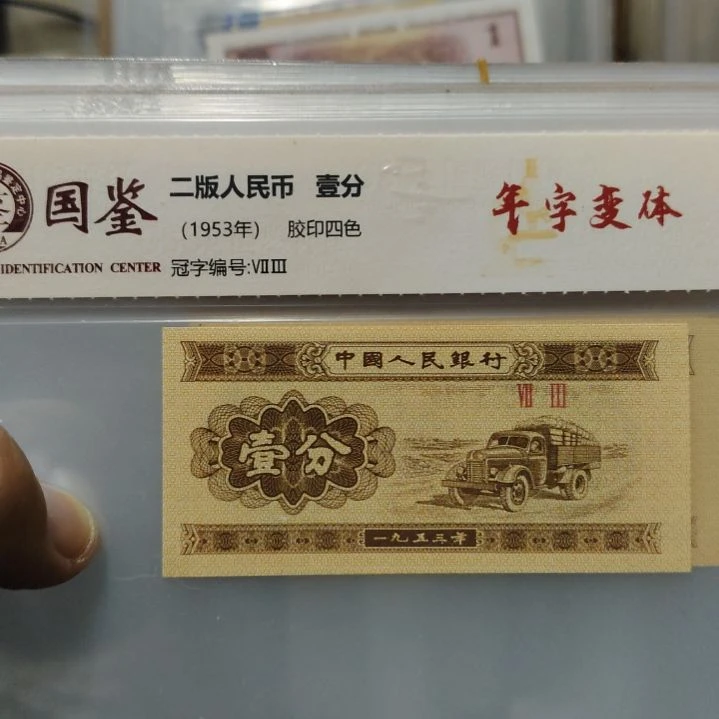 1
国鉴
IDENTIFICATION CENTER
二版人民币 壹分
(1953年) 胶印四色
冠字编号:ⅦⅢ
年字变体
中國人民銀行
Ⅶ Ⅲ
壹分
一九五三年